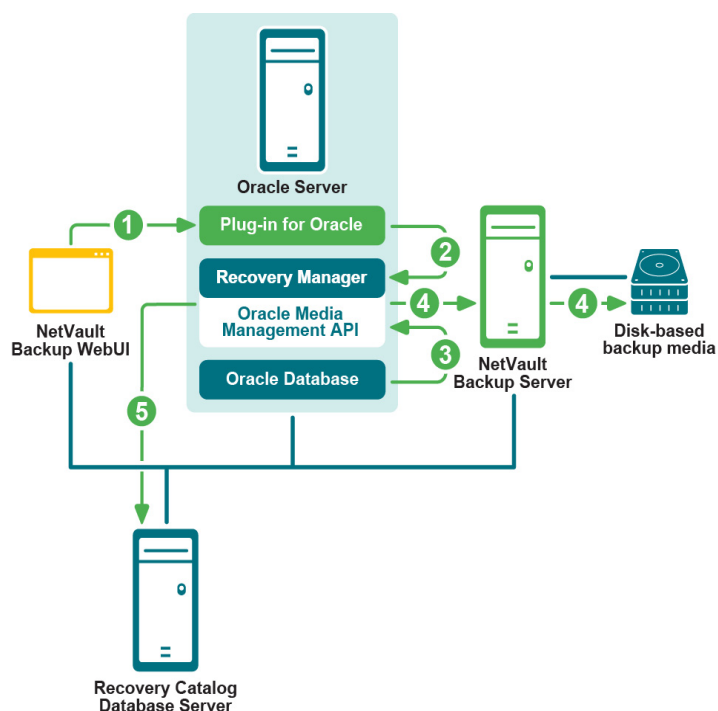 Oracle Server
1
Plug-in for Oracle
2
Recovery Manager
4
4
Oracle Media
Management API
3
Oracle Database
NetVault
Backup WebUI
NetVault
Backup Server
Disk-based
backup media
5
Recovery Catalog
Database Server